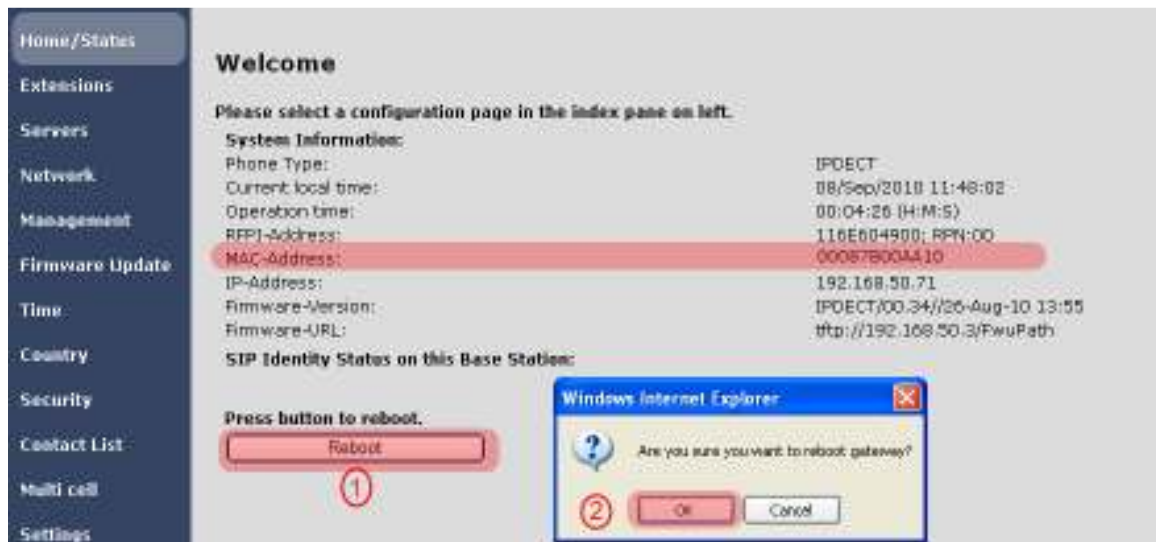 Home/Status
Extensions
Servers
Network
Management
Firmware Update
Time
Country
Security
Contact List
Multi cell
Settings
Welcome
Please select a configuration page in the index pane on left.
System Information:
Phone Type: IPDECT
Current local time: 08/Sep/2010 11:48:02
Operation time: 00:04:26 (H:M:S)
RFPI-Address: 116E604900; RPN:00
MAC-Address: 00087B00AA10
IP-Address: 192.168.50.71
Firmware-Version: IPDECT/00.34//26-Aug-10 13:55
Firmware-URL: tftp://192.168.50.3/FwuPath
SIP Identity Status on this Base Station:
Press button to reboot.
Reboot
1
Windows Internet Explorer
Are you sure you want to reboot gateway?
2
OK Cancel